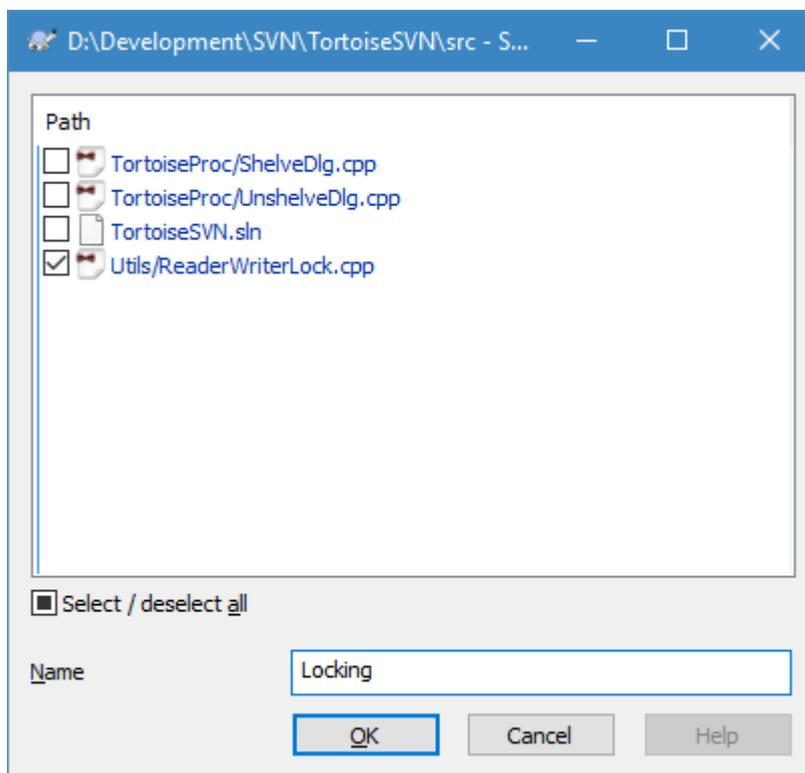 D:\Development\SVN\TortoiseSVN\src - S...
Path
TortoiseProc/ShelveDlg.cpp
TortoiseProc/UnshelveDlg.cpp
TortoiseSVN.sln
Utils/ReaderWriterLock.cpp
Select / deselect all
Name Locking
OK Cancel Help